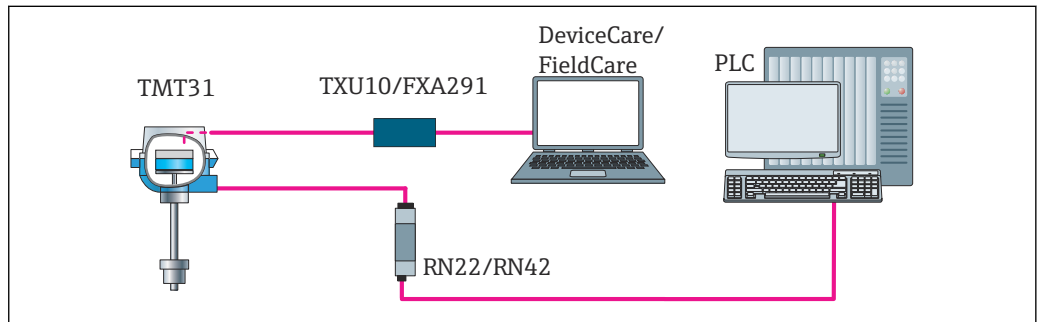 TMT31
TXU10/FXA291
DeviceCare/
FieldCare
PLC
RN22/RN42